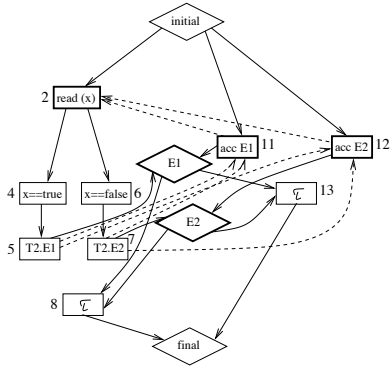 initial
2 read (x)
acc E1 11
acc E2 12
E1
4 x==true
x==false 6
τ 13
E2
5 T2.E1
T2.E2 7
8 τ
final